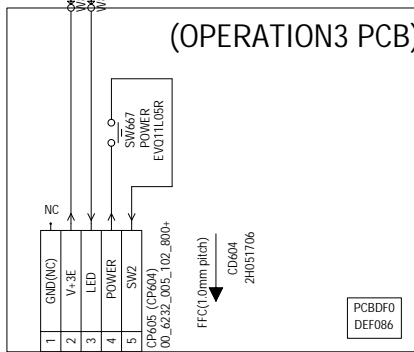 (OPERATION3 PCB)
SW667
POWER
EVQ11L05R
NC
1 GND(NC)
2 V+3E
3 LED
4 POWER
5 SW2
CP605 (CP604)
00_6232_005_102_800+
FFC(1.0mm pitch)
CD604
2H051706
PCBDF0
DEF086